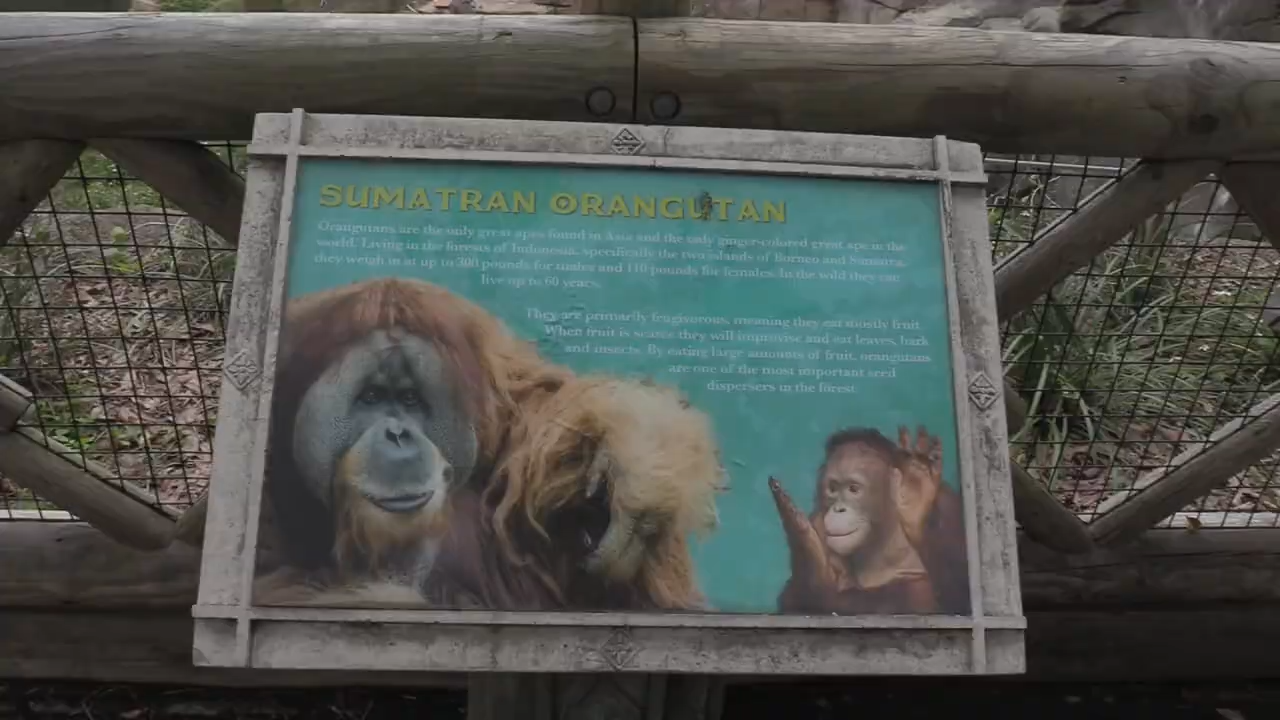 SUMATRAN ORANGUTAN
Orangutans are the only great apes found in Asia and the only ginger-colored great ape in the
world. Living in the forests of Indonesia, specifically the two islands of Borneo and Sumatra,
they weigh in at up to 300 pounds for males and 110 pounds for females. In the wild they can
live up to 60 years.
They are primarily frugivorous, meaning they eat mostly fruit.
When fruit is scarce they will improvise and eat leaves, bark
and insects. By eating large amounts of fruit, orangutans
are one of the most important seed
dispersers in the forest.